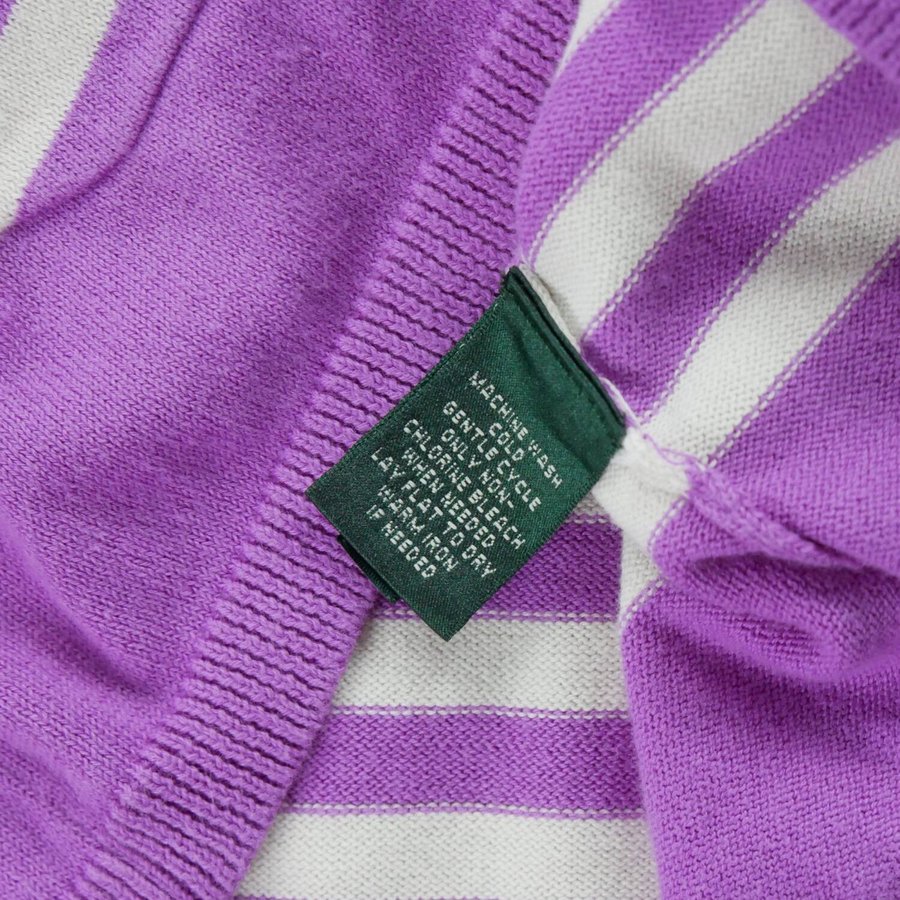 MACHINE WASH
COLD
GENTLE CYCLE
ONLY NON-
CHLORINE BLEACH
WHEN NEEDED.
LAY FLAT TO DRY
WARM IRON
IF NEEDED